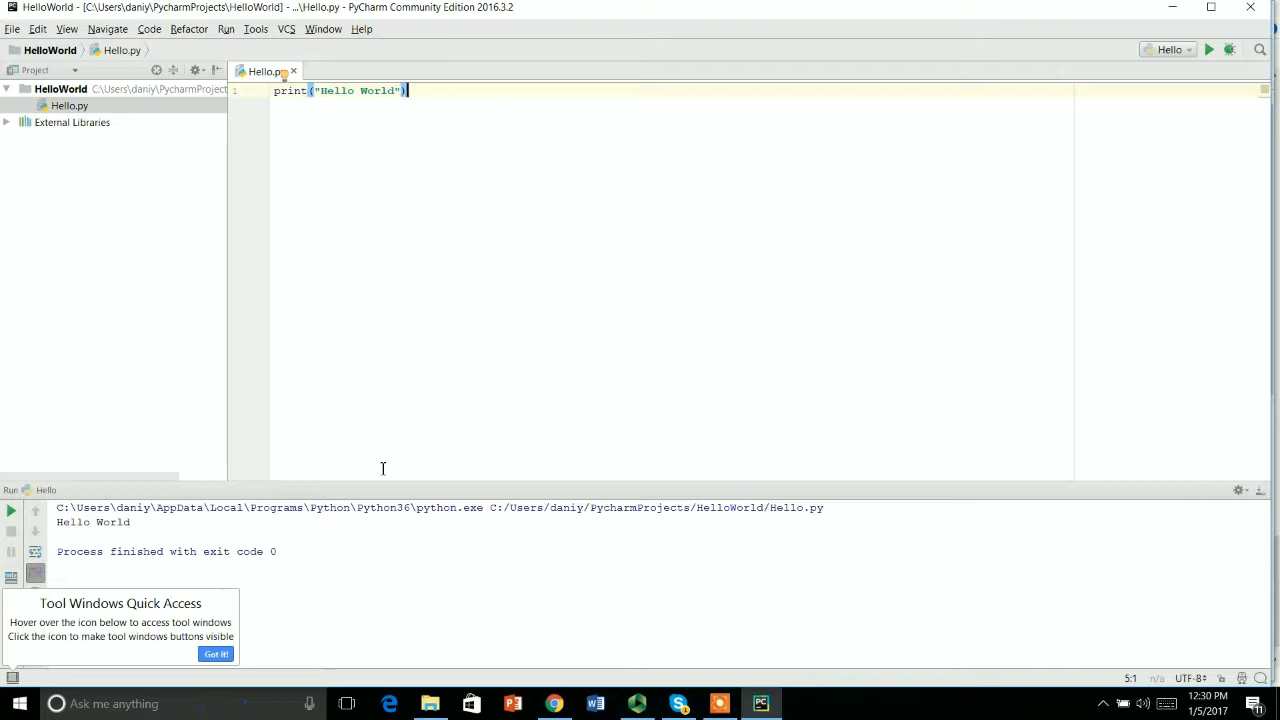 HelloWorld - [C:\Users\daniy\PycharmProjects\HelloWorld] - ...\Hello.py - PyCharm Community Edition 2016.3.2
File Edit View Navigate Code Refactor Run Tools VCS Window Help
HelloWorld Hello.py Hello
Project Hello.py
HelloWorld C:\Users\daniy\PycharmProject
Hello.py
External Libraries
1 print("Hello World")
Run Hello
C:\Users\daniy\AppData\Local\Programs\Python\Python36\python.exe C:/Users/daniy/PycharmProjects/HelloWorld/Hello.py
Hello World
Process finished with exit code 0
Tool Windows Quick Access
Hover over the icon below to access tool windows
Click the icon to make tool windows buttons visible
Got it!
5:1 n/a UTF-8
Ask me anything
12:30 PM
1/5/2017
11